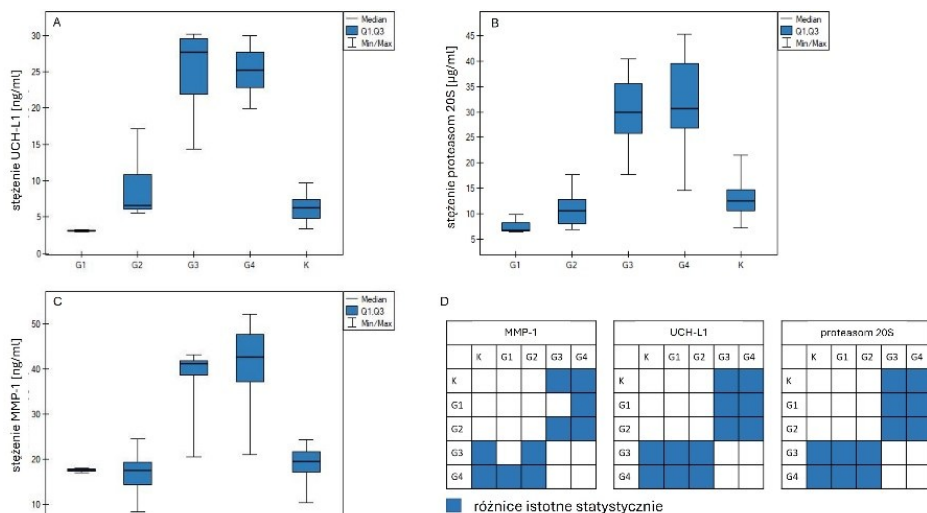 A
Median
Q1,Q3
Min/Max
stężenie UCH-L1 [ng/ml]
30
25
20
15
10
5
0
G1 G2 G3 G4 K
B
Median
Q1,Q3
Min/Max
stężenie proteasom 20S [µg/ml]
45
40
35
30
25
20
15
10
5
G1 G2 G3 G4 K
C
Median
Q1,Q3
Min/Max
stężenie MMP-1 [ng/ml]
50
40
30
20
10
D
MMP-1
K G1 G2 G3 G4
K
G1
G2
G3
G4
UCH-L1
K G1 G2 G3 G4
K
G1
G2
G3
G4
proteasom 20S
K G1 G2 G3 G4
K
G1
G2
G3
G4
różnice istotne statystycznie